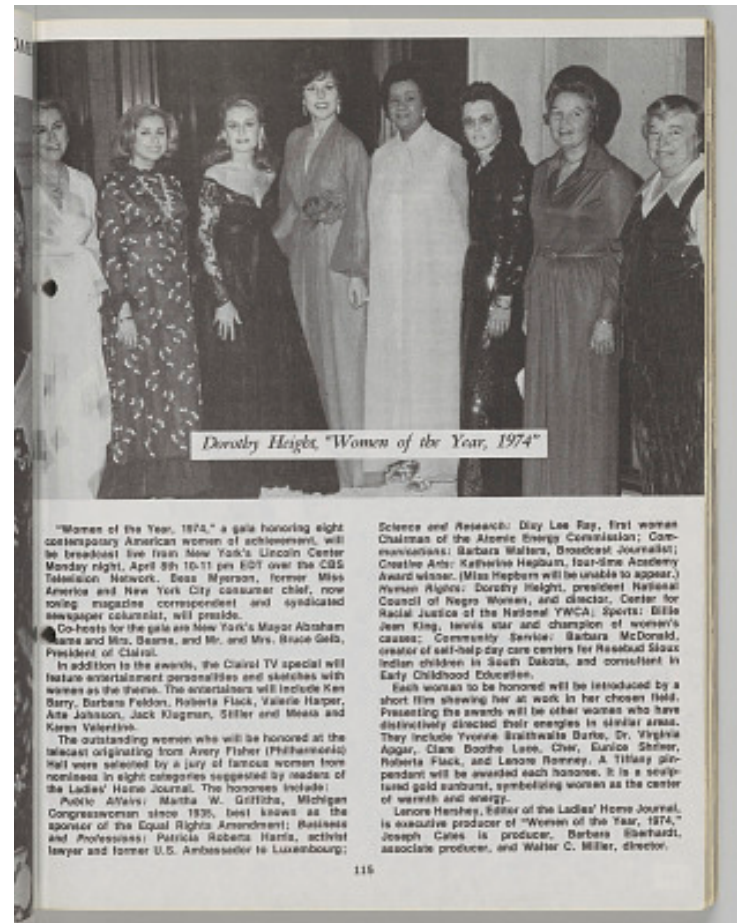 Dorothy Height, "Women of the Year, 1974"
"Women of the Year, 1974," a gala honoring eight
contemporary American women of achievement, will
be broadcast live from New York's Lincoln Center
Monday night, April 8th 10-11 pm EDT over the CBS
Television Network. Bess Myerson, former Miss
America and New York City consumer chief, now
roving magazine correspondent and syndicated
newspaper columnist, will preside.
Co-hosts for the gala are New York's Mayor Abraham
Beame and Mrs. Beame, and Mr. and Mrs. Bruce Gelb,
President of Clairol.
In addition to the awards, the Clairol TV special will
feature entertainment personalities and sketches with
women as the theme. The entertainers will include Ken
Barry, Barbara Feldon, Roberta Flack, Valerie Harper,
Arte Johnson, Jack Klugman, Stiller and Meara and
Karen Valentine.
The outstanding women who will be honored at the
telecast originating from Avery Fisher (Philharmonic)
Hall were selected by a jury of famous women from
nominees in eight categories suggested by readers of
the Ladies' Home Journal. The honorees include:
Public Affairs: Martha W. Griffiths, Michigan
Congresswoman since 1935, best known as the
sponsor of the Equal Rights Amendment; Business
and Professions: Patricia Roberts Harris, activist
lawyer and former U.S. Ambassador to Luxembourg;
Science and Research: Dixy Lee Ray, first woman
Chairman of the Atomic Energy Commission; Com-
munications: Barbara Walters, Broadcast Journalist;
Creative Arts: Katherine Hepburn, four-time Academy
Award winner. (Miss Hepburn will be unable to appear.)
Human Rights: Dorothy Height, president National
Council of Negro Women, and director, Center for
Racial Justice of the National YWCA; Sports: Billie
Jean King, tennis star and champion of women's
causes; Community Service: Barbara McDonald,
creator of self-help day care centers for Rosebud Sioux
Indian children in South Dakota, and consultant in
Early Childhood Education.
Each woman to be honored will be introduced by a
short film showing her at work in her chosen field.
Presenting the awards will be other women who have
distinctively directed their energies in similar areas.
They include Yvonne Braithwaite Burke, Dr. Virginia
Apgar, Clare Boothe Luce, Cher, Eunice Shriver,
Roberta Flack, and Lenore Romney. A Tiffany pin-
pendant will be awarded each honoree. It is a sculp-
tured gold sunburst, symbolizing women as the center
of warmth and energy.
Lenore Hershey, Editor of the Ladies' Home Journal,
is executive producer of "Women of the Year, 1974,"
Joseph Cates is producer, Barbara Eberhardt,
associate producer, and Walter C. Miller, director.
115